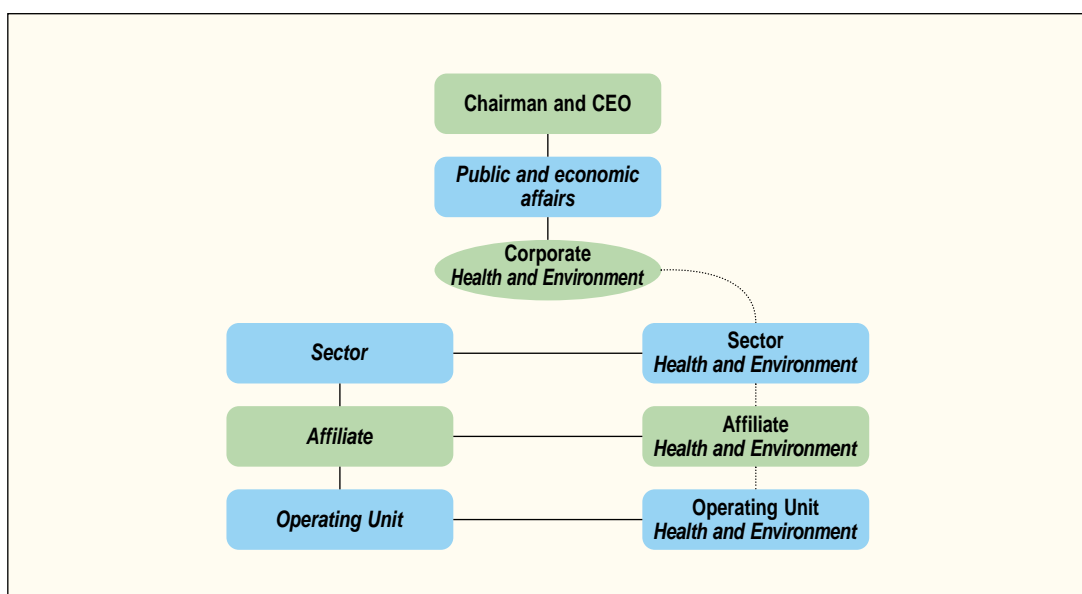 Chairman and CEO
Public and economic
affairs
Corporate
Health and Environment
Sector
Sector
Health and Environment
Affiliate
Affiliate
Health and Environment
Operating Unit
Operating Unit
Health and Environment